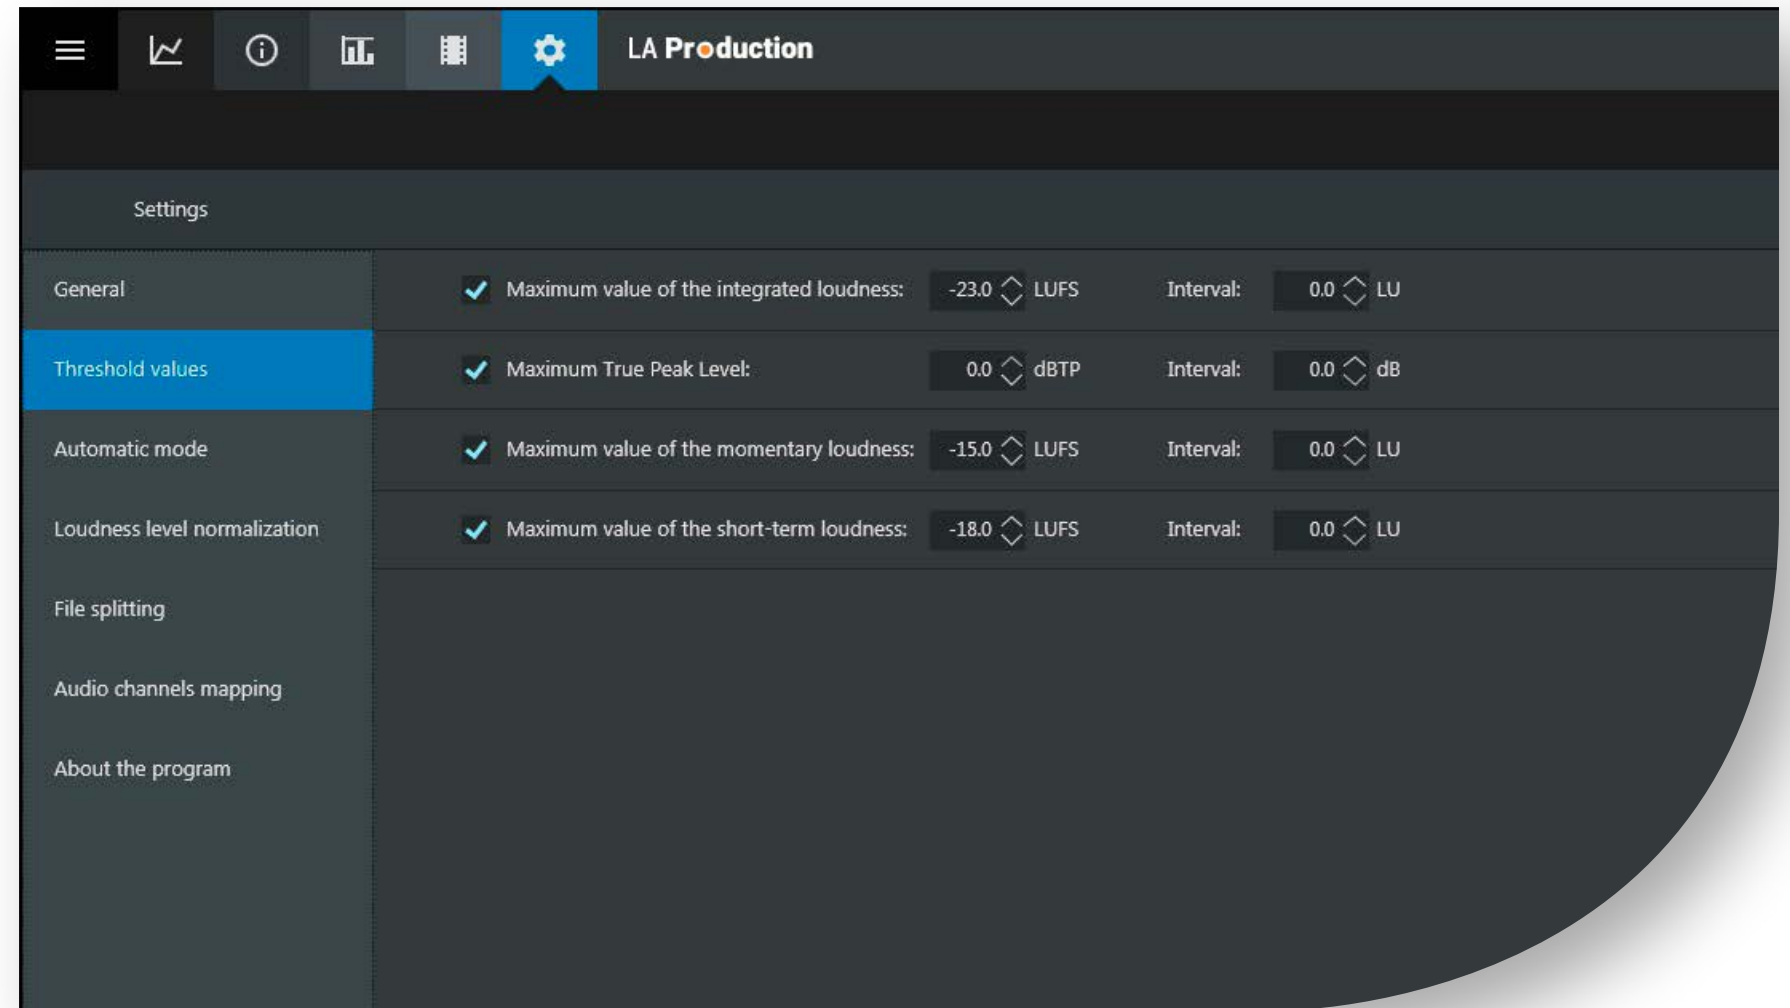 LA Production
Settings
General
Maximum value of the integrated loudness: -23.0 LUFS Interval: 0.0 LU
Threshold values
Maximum True Peak Level: 0.0 dBTP Interval: 0.0 dB
Automatic mode
Maximum value of the momentary loudness: -15.0 LUFS Interval: 0.0 LU
Loudness level normalization
Maximum value of the short-term loudness: -18.0 LUFS Interval: 0.0 LU
File splitting
Audio channels mapping
About the program